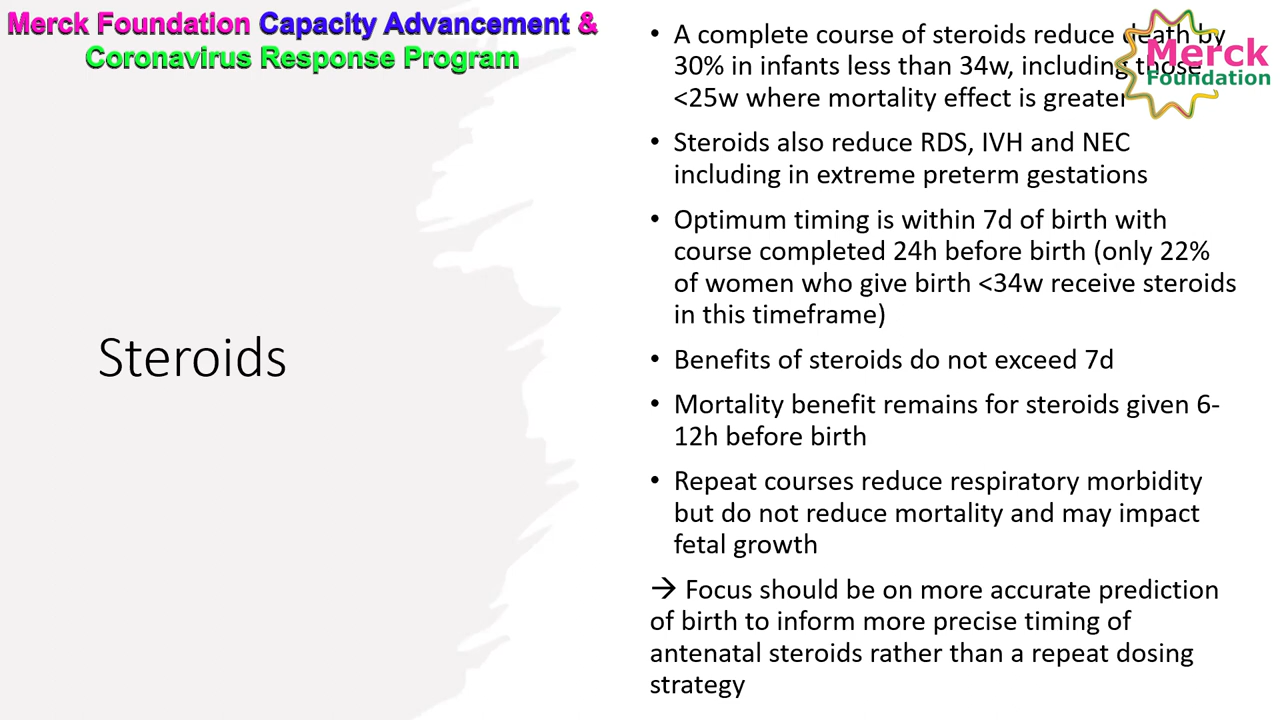 Merck Foundation Capacity Advancement &
Coronavirus Response Program
Steroids
• A complete course of steroids reduce death by
30% in infants less than 34w, including those
<25w where mortality effect is greater
• Steroids also reduce RDS, IVH and NEC
including in extreme preterm gestations
• Optimum timing is within 7d of birth with
course completed 24h before birth (only 22%
of women who give birth <34w receive steroids
in this timeframe)
• Benefits of steroids do not exceed 7d
• Mortality benefit remains for steroids given 6-
12h before birth
• Repeat courses reduce respiratory morbidity
but do not reduce mortality and may impact
fetal growth
→ Focus should be on more accurate prediction
of birth to inform more precise timing of
antenatal steroids rather than a repeat dosing
strategy
Merck
Foundation